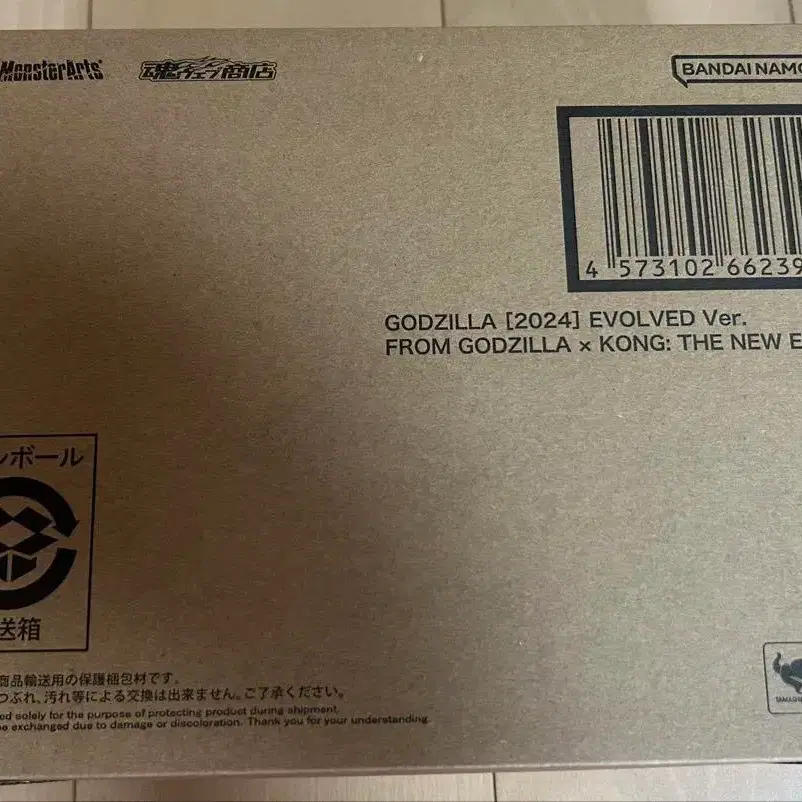 MonsterArts
魂ウェブ商店
BANDAI NAMC
4 573102 66239
GODZILLA [2024] EVOLVED Ver.
FROM GODZILLA × KONG: THE NEW E
ンボール
送箱
商品輸送用の保護梱包材です。
つぶれ、汚れ等による交換は出来ません。ご了承ください。
ed solely for the purpose of protecting product during shipment.
e exchanged due to damage or discoloration. Thank you for your understanding.
TAMASHI